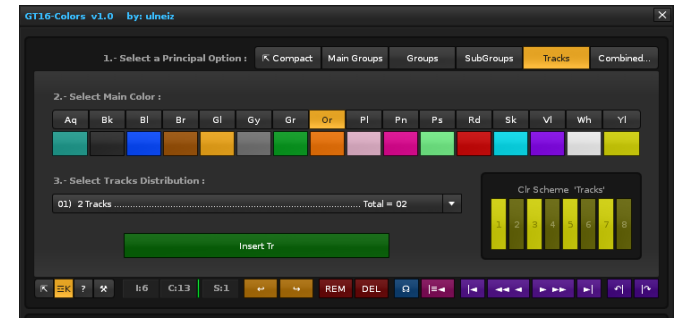 GT16-Colors v1.0 by: ulneiz
1.- Select a Principal Option : Compact Main Groups Groups SubGroups Tracks Combined...
2.- Select Main Color :
Aq Bk Bl Br Gl Gy Gr Or Pl Pn Ps Rd Sk Vl Wh Yl
3.- Select Tracks Distribution :
Clr Scheme 'Tracks'
01) 2 Tracks ........................................................................................ Total = 02
1 2 3 4 5 6 7 8
Insert Tr
K ? I:6 C:13 S:1 REM DEL Ω